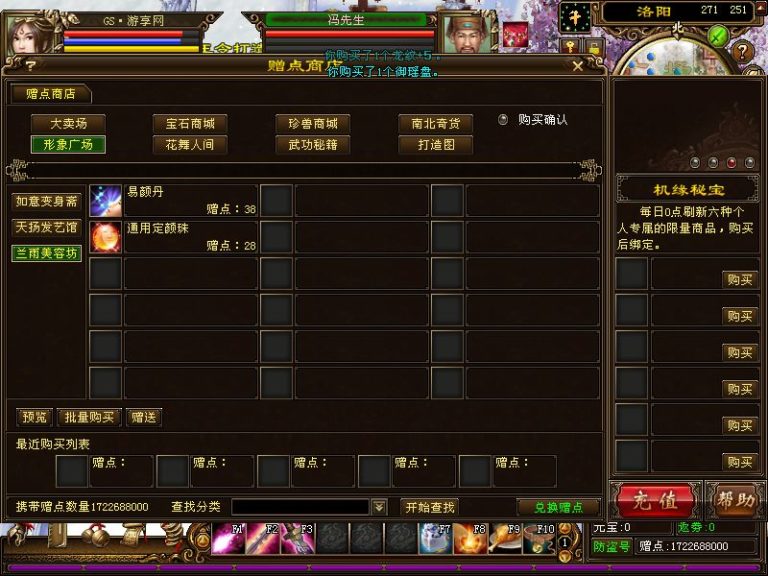 GS·游享网
冯先生
洛阳
271 251
北
你购买了1个龙纹+5。
你购买了1个御瑶盘。
赠点商店
赠点商店
大卖场 宝石商城 珍兽商城 南北奇货 购买确认
形象广场 花舞人间 武功秘籍 打造图
如意变身斋
天扬发艺馆
兰雨美容坊
易颜丹
赠点:38
通用定颜珠
赠点:28
机缘秘宝
每日0点刷新六种个
人专属的限量商品,购买
后绑定。
购买
购买
购买
购买
购买
购买
预览 批量购买 赠送
最近购买列表
赠点: 赠点: 赠点: 赠点: 赠点:
携带赠点数量1722688000 查找分类 开始查找 兑换赠点
充值 帮助
F1 F2 F3 F7 F8 F9 F10
1
元宝:0
防盗号 赠点:1722688000